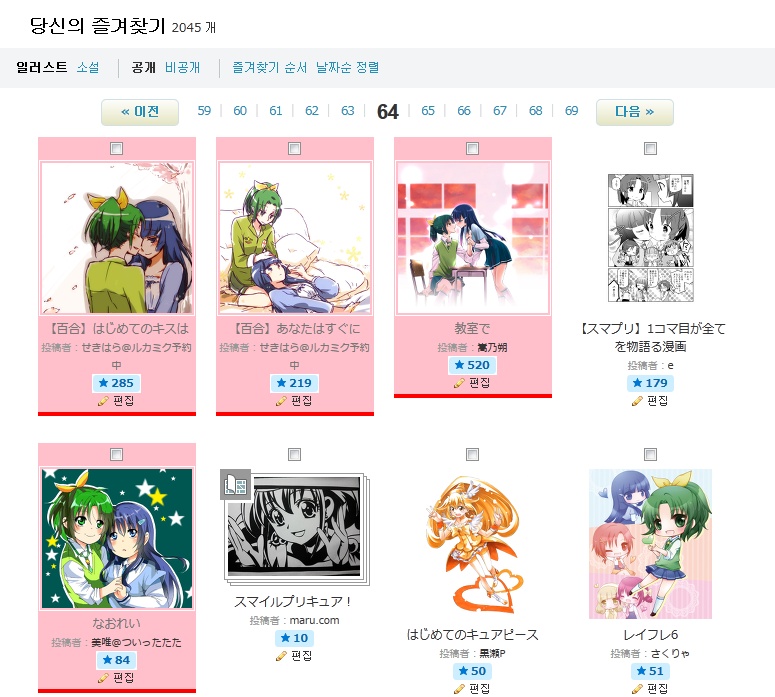 당신의 즐겨찾기 2045 개
일러스트 소설 공개 비공개 즐겨찾기 순서 날짜순 정렬
« 이전 59 60 61 62 63 64 65 66 67 68 69 다음 »
【百合】はじめてのキスは
投稿者：せきはら@ルカミク予約
中
285
편집
【百合】あなたはすぐに
投稿者：せきはら@ルカミク予約
中
219
편집
教室で
投稿者：嵩乃朔
520
편집
【スマプリ】1コマ目が全て
を物語る漫画
投稿者：e
179
편집
なおれい
投稿者：美唯@ついったたた
84
편집
スマイルプリキュア！
投稿者：maru.com
10
편집
はじめてのキュアピース
投稿者：黒瀬P
50
편집
レイフレ6
投稿者：さくりゃ
51
편집